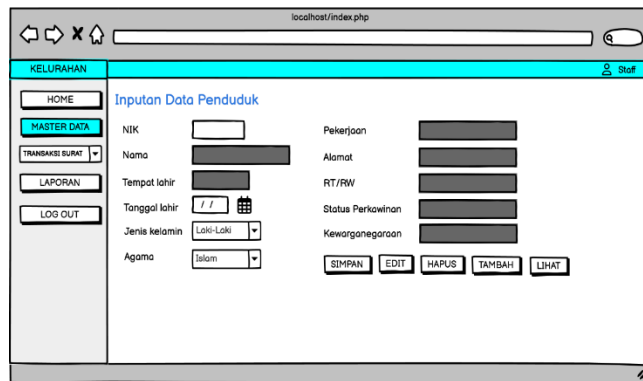 localhost/index.php
KELURAHAN
Staff
HOME
MASTER DATA
TRANSAKSI SURAT
LAPORAN
LOG OUT
Inputan Data Penduduk
NIK
Nama
Tempat lahir
Tanggal lahir
/ /
Jenis kelamin
Laki-Laki
Agama
Islam
Pekerjaan
Alamat
RT/RW
Status Perkawinan
Kewarganegaraan
SIMPAN EDIT HAPUS TAMBAH LIHAT